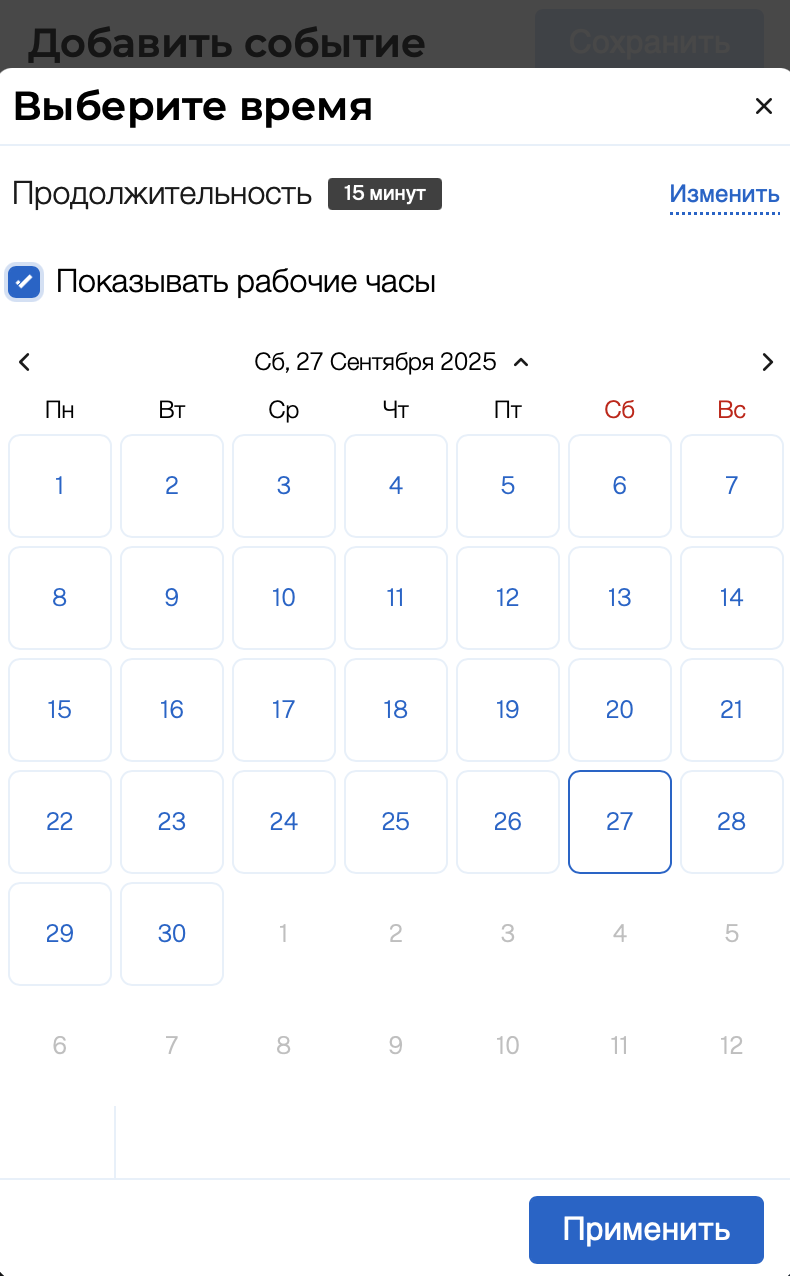 Добавить событие Сохранить
Выберите время
Продолжительность 15 минут Изменить
Показывать рабочие часы
Сб, 27 Сентября 2025
Пн Вт Ср Чт Пт Сб Вс
1 2 3 4 5 6 7
8 9 10 11 12 13 14
15 16 17 18 19 20 21
22 23 24 25 26 27 28
29 30 1 2 3 4 5
6 7 8 9 10 11 12
Применить